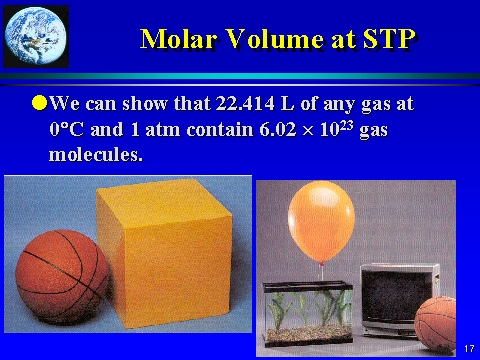 Molar Volume at STP
We can show that 22.414 L of any gas at
0°C and 1 atm contain 6.02 × 10²³ gas
molecules.
17